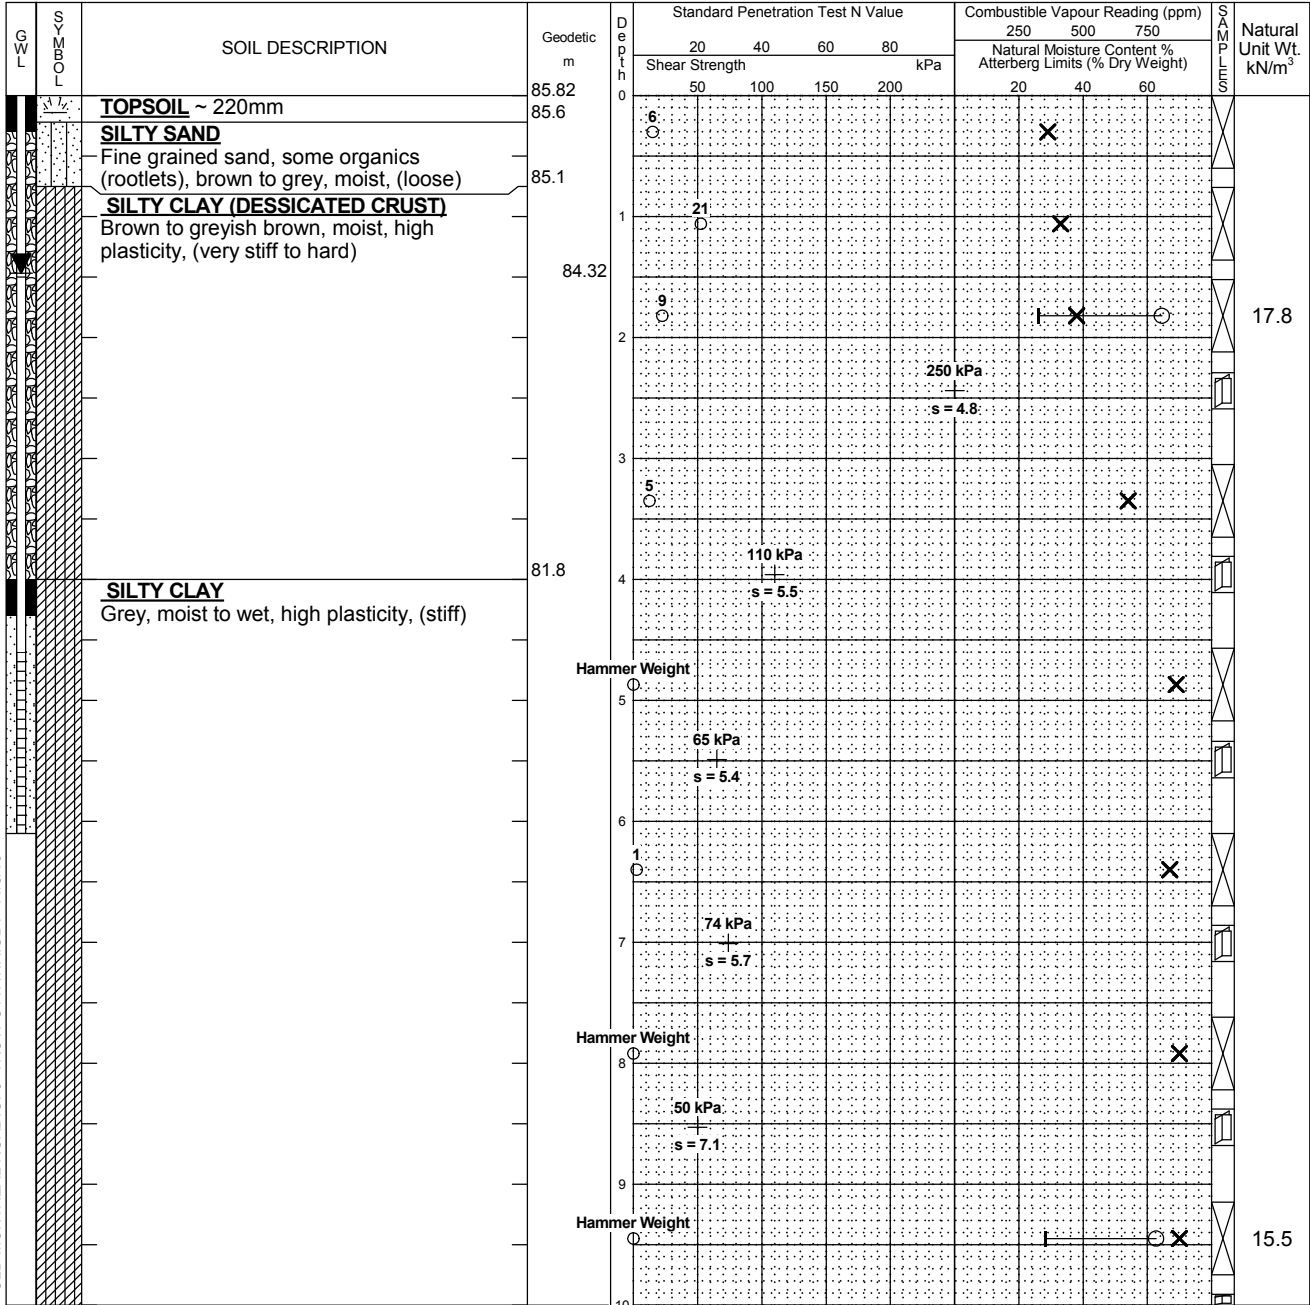 GWL
SYMBOL
SOIL DESCRIPTION
Geodetic
m
Depth
Standard Penetration Test N Value
20 40 60 80
Shear Strength kPa
50 100 150 200
Combustible Vapour Reading (ppm)
250 500 750
Natural Moisture Content %
Atterberg Limits (% Dry Weight)
20 40 60
SAMPLES
Natural
Unit Wt.
kN/m³
85.82
0
TOPSOIL ~ 220mm
85.6
SILTY SAND
6
Fine grained sand, some organics
(rootlets), brown to grey, moist, (loose)
85.1
SILTY CLAY (DESSICATED CRUST)
21
1
Brown to greyish brown, moist, high
plasticity, (very stiff to hard)
84.32
9
17.8
2
250 kPa
s = 4.8
3
5
110 kPa
81.8
4
SILTY CLAY
s = 5.5
Grey, moist to wet, high plasticity, (stiff)
Hammer Weight
5
65 kPa
s = 5.4
6
1
74 kPa
7
s = 5.7
Hammer Weight
8
50 kPa
s = 7.1
9
Hammer Weight
15.5
10